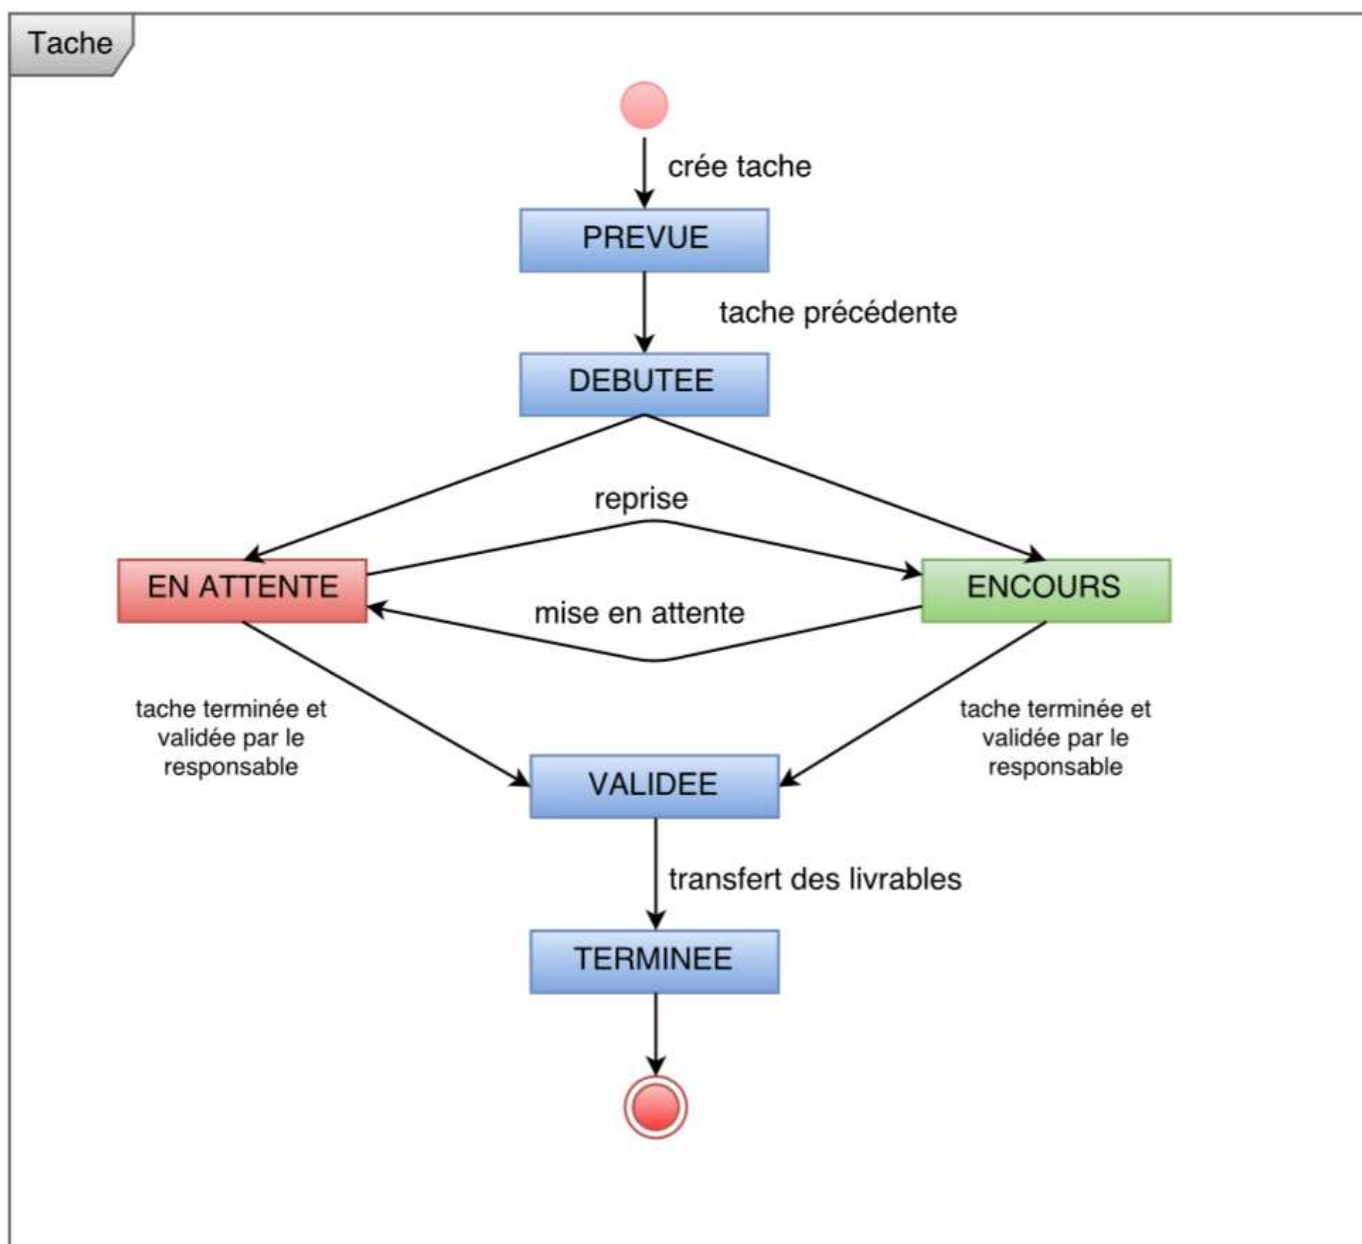 Tache
crée tache
PREVUE
tache précédente
DEBUTEE
reprise
EN ATTENTE
ENCOURS
mise en attente
tache terminée et
validée par le
responsable
tache terminée et
validée par le
responsable
VALIDEE
transfert des livrables
TERMINEE